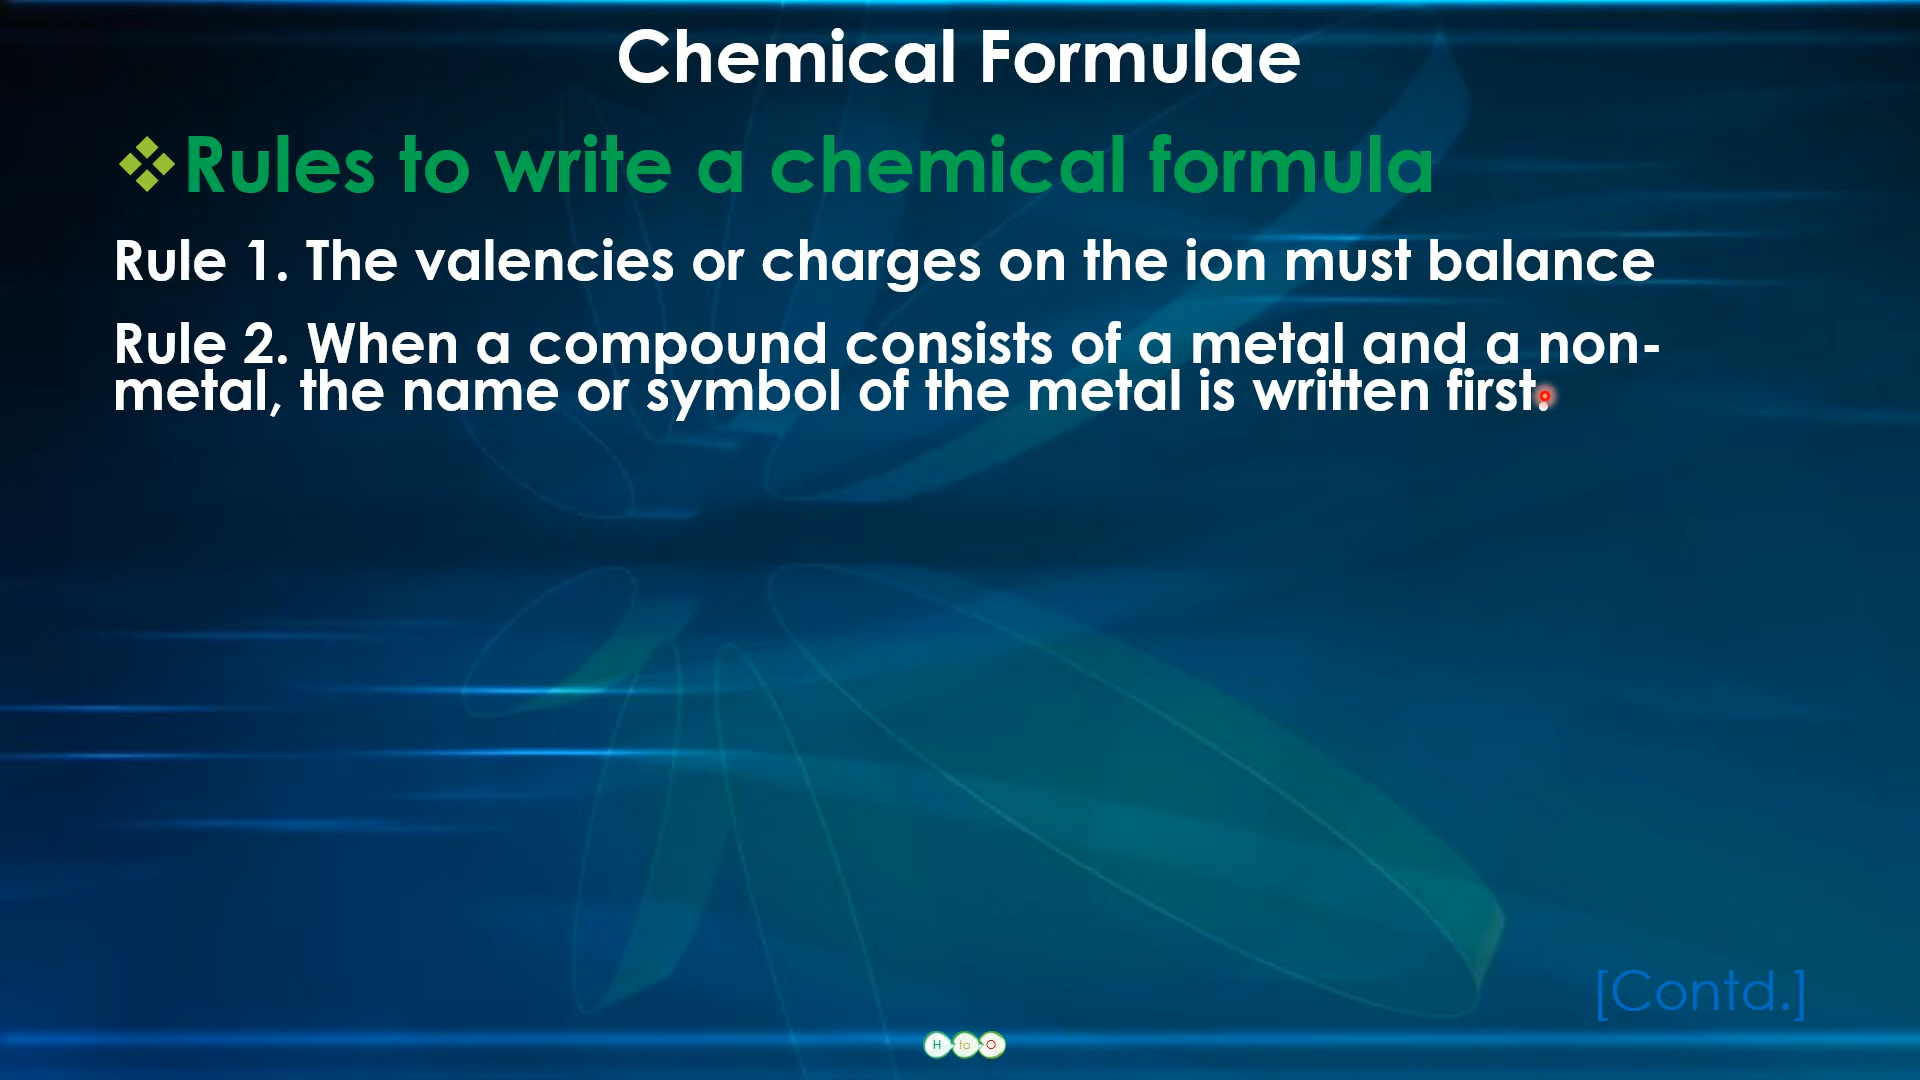 Chemical Formulae
Rules to write a chemical formula
Rule 1. The valencies or charges on the ion must balance
Rule 2. When a compound consists of a metal and a non-
metal, the name or symbol of the metal is written first.
[Contd.]
H to O